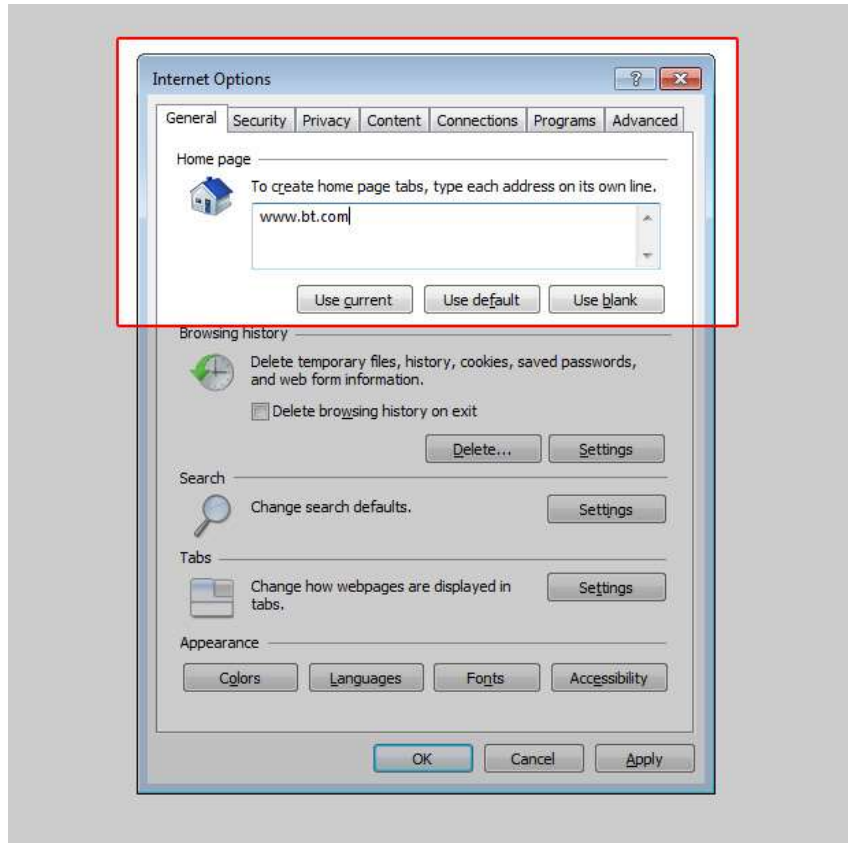 Internet Options
General Security Privacy Content Connections Programs Advanced
Home page
To create home page tabs, type each address on its own line.
www.bt.com
Use current Use default Use blank
Browsing history
Delete temporary files, history, cookies, saved passwords,
and web form information.
Delete browsing history on exit
Delete... Settings
Search
Change search defaults.
Settings
Tabs
Change how webpages are displayed in
tabs.
Settings
Appearance
Colors Languages Fonts Accessibility
OK Cancel Apply